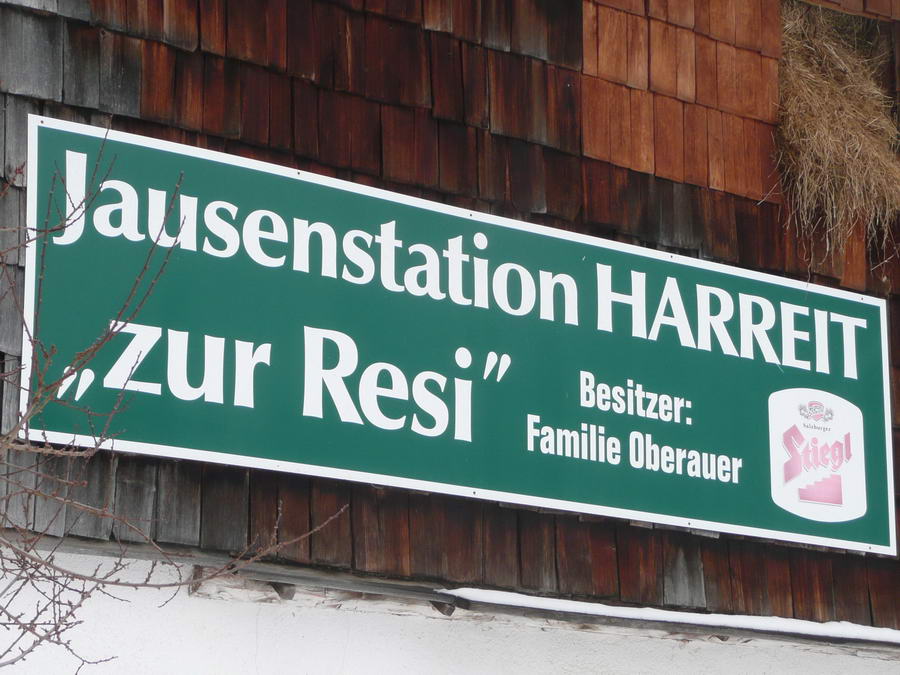 Jausenstation HARREIT
„zur Resi"
Besitzer:
Familie Oberauer
Salzburger
Stiegl